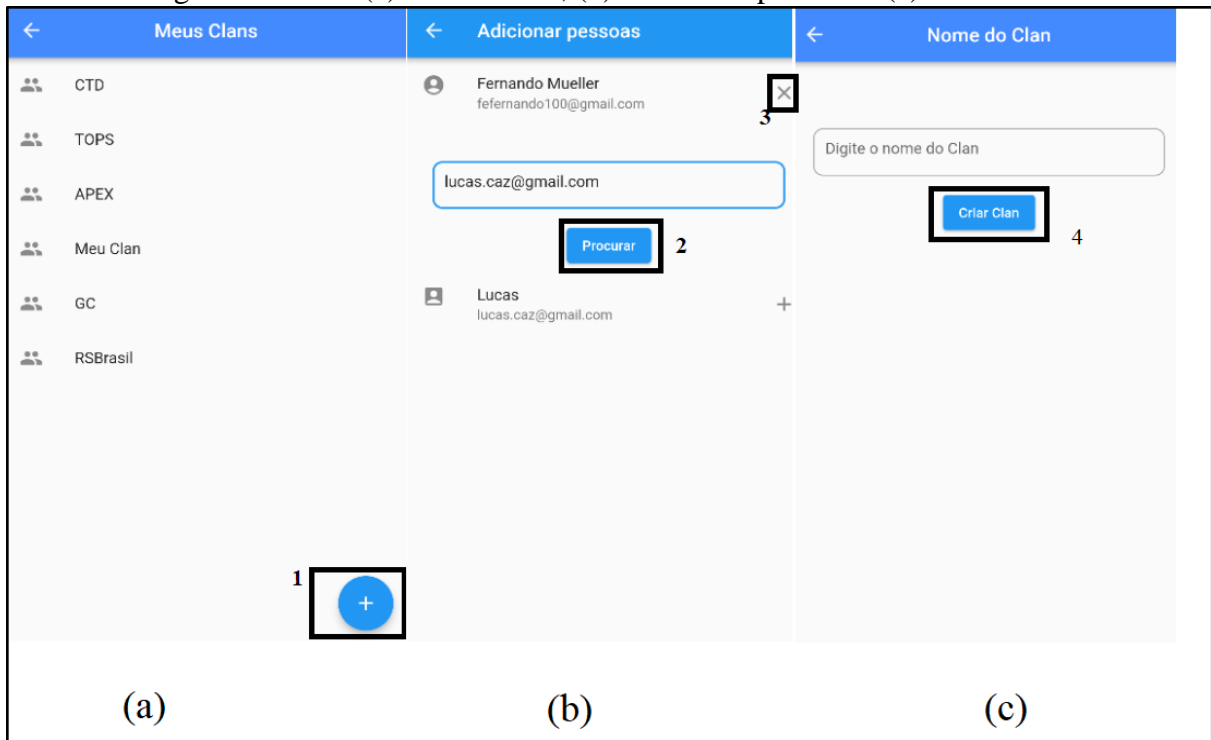 Meus Clans
CTD
TOPS
APEX
Meu Clan
GC
RSBrasil
1
(a)
Adicionar pessoas
Fernando Mueller
fefernando100@gmail.com
3
lucas.caz@gmail.com
Procurar
2
Lucas
lucas.caz@gmail.com
(b)
Nome do Clan
Digite o nome do Clan
Criar Clan
4
(c)